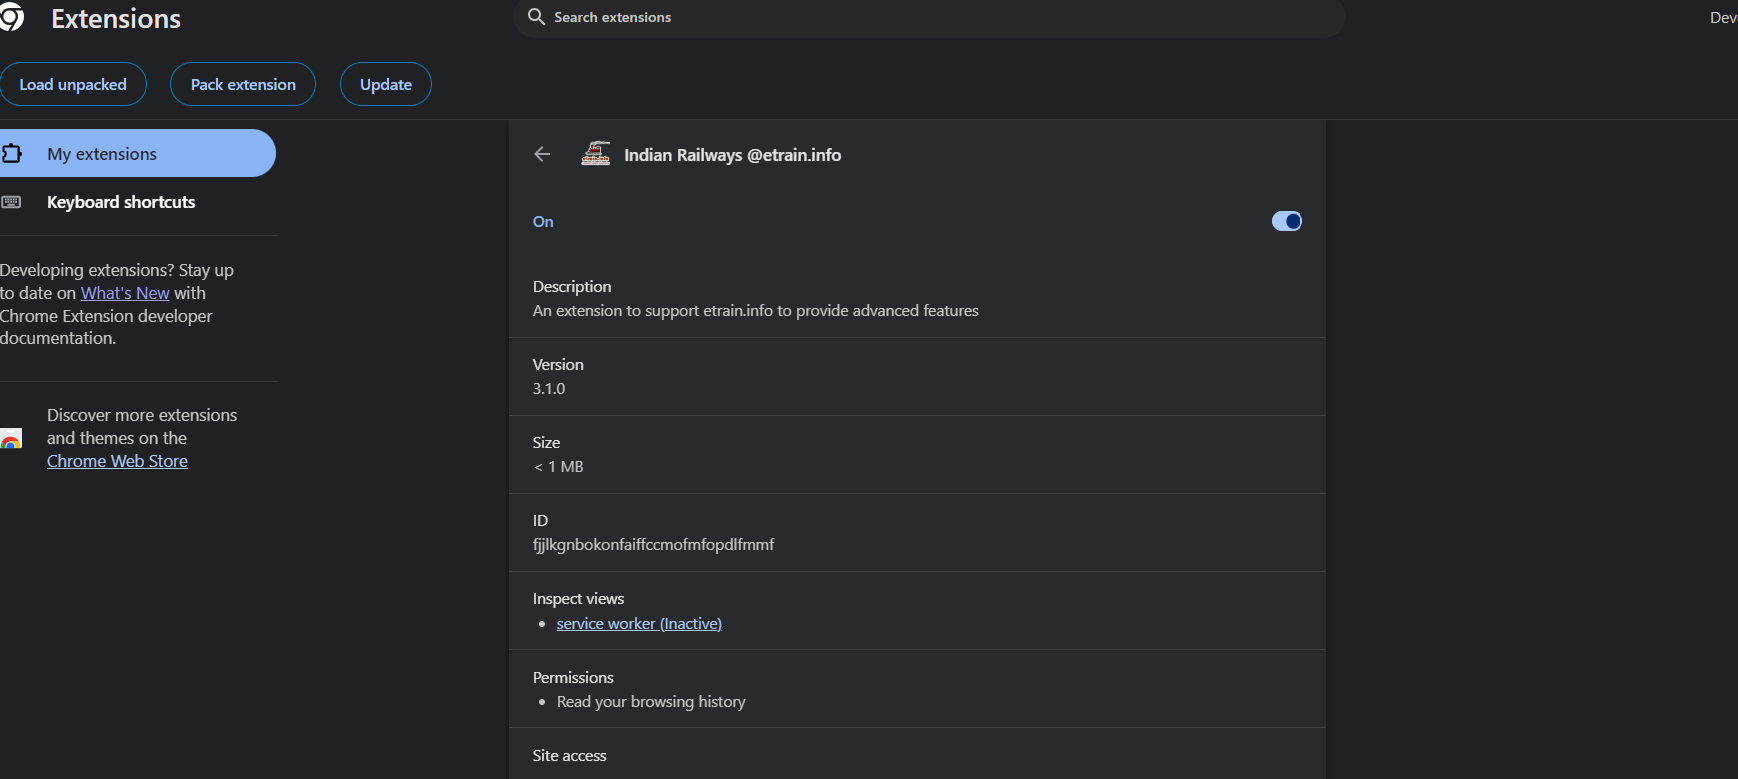 Extensions
Search extensions
Dev
Load unpacked
Pack extension
Update
My extensions
Keyboard shortcuts
Developing extensions? Stay up
to date on What's New with
Chrome Extension developer
documentation.
Discover more extensions
and themes on the
Chrome Web Store
Indian Railways @etrain.info
On
Description
An extension to support etrain.info to provide advanced features
Version
3.1.0
Size
< 1 MB
ID
fjjlkgnbokonfaiffccmofmfopdlfmmf
Inspect views
service worker (Inactive)
Permissions
Read your browsing history
Site access